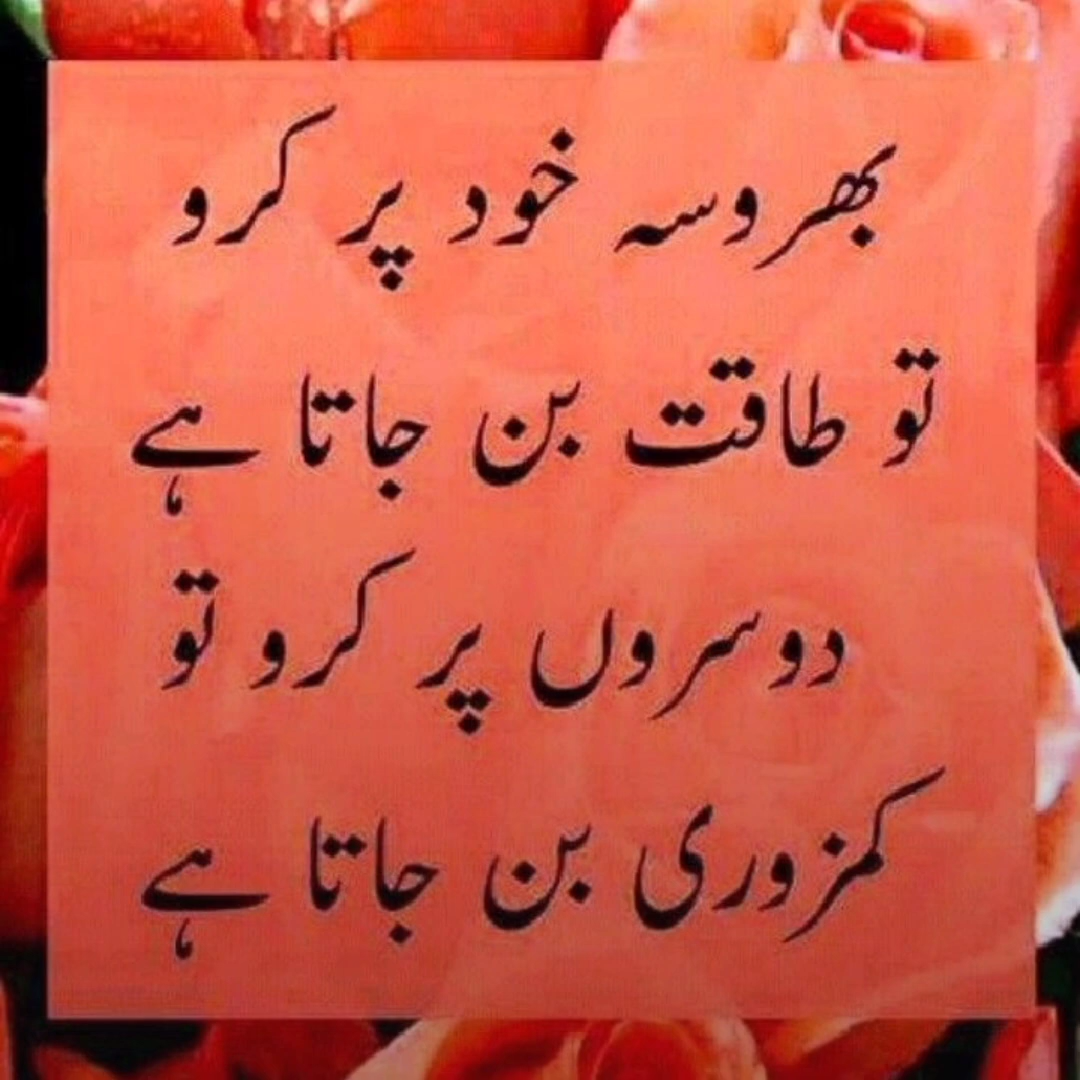 بھروسہ خود پر کرو
تو طاقت بن جاتا ہے
دوسروں پر کرو تو
کمزوری بن جاتا ہے